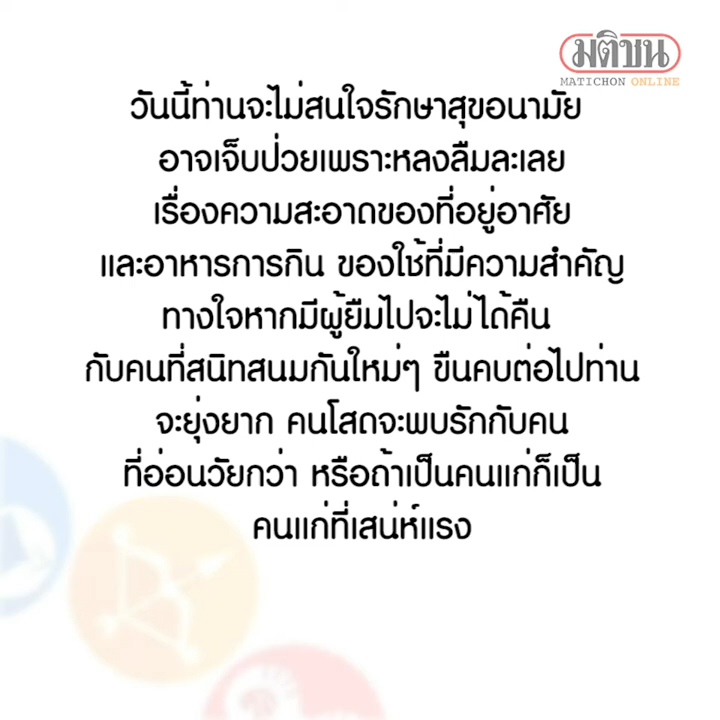 มติชน
MATICHON ONLINE
วันนี้ท่านจะไม่สนใจรักษาสุขอนามัย
อาจเจ็บป่วยเพราะหลงลืมละเลย
เรื่องความสะอาดของที่อยู่อาศัย
และอาหารการกิน ของใช้ที่มีความสำคัญ
ทางใจหากมีผู้ยืมไปจะไม่ได้คืน
กับคนที่สนิทสนมกันใหม่ๆ ขืนคบต่อไปท่าน
จะยุ่งยาก คนโสดจะพบรักกับคน
ที่อ่อนวัยกว่า หรือถ้าเป็นคนแก่ก็เป็น
คนแก่ที่เสน่ห์แรง